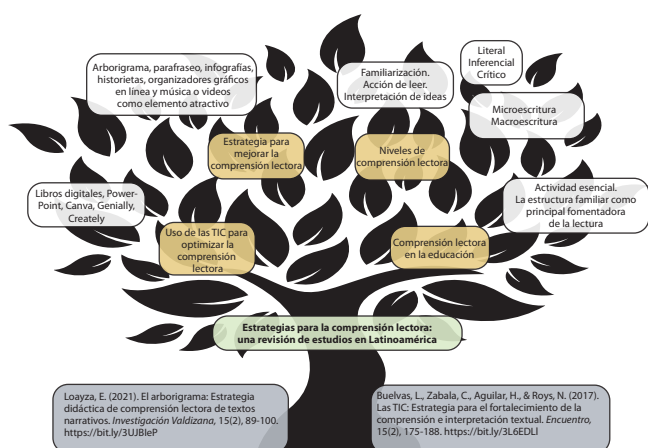 Arborigrama, parafraseo, infografías,
historietas, organizadores gráficos
en línea y música o videos
como elemento atractivo
Familiarización.
Acción de leer.
Interpretación de ideas
Literal
Inferencial
Crítico
Microescritura
Macroescritura
Estrategia para
mejorar la
comprensión lectora
Niveles de
comprensión lectora
Libros digitales, Power-
Point, Canva, Genially,
Creately
Actividad esencial.
La estructura familiar como
principal fomentadora
de la lectura
Uso de las TIC para
optimizar la
comprensión
lectora
Comprensión lectora
en la educación
Estrategias para la comprensión lectora:
una revisión de estudios en Latinoamérica
Loayza, E. (2021). El arborigrama: Estrategia
didáctica de comprensión lectora de textos
narrativos. Investigación Valdizana, 15(2), 89-100.
https://bit.ly/3UJBIeP
Buelvas, L., Zabala, C., Aguilar, H., & Roys, N. (2017).
Las TIC: Estrategia para el fortalecimiento de la
comprensión e interpretación textual. Encuentro,
15(2), 175-188. https://bit.ly/3L6EDLl